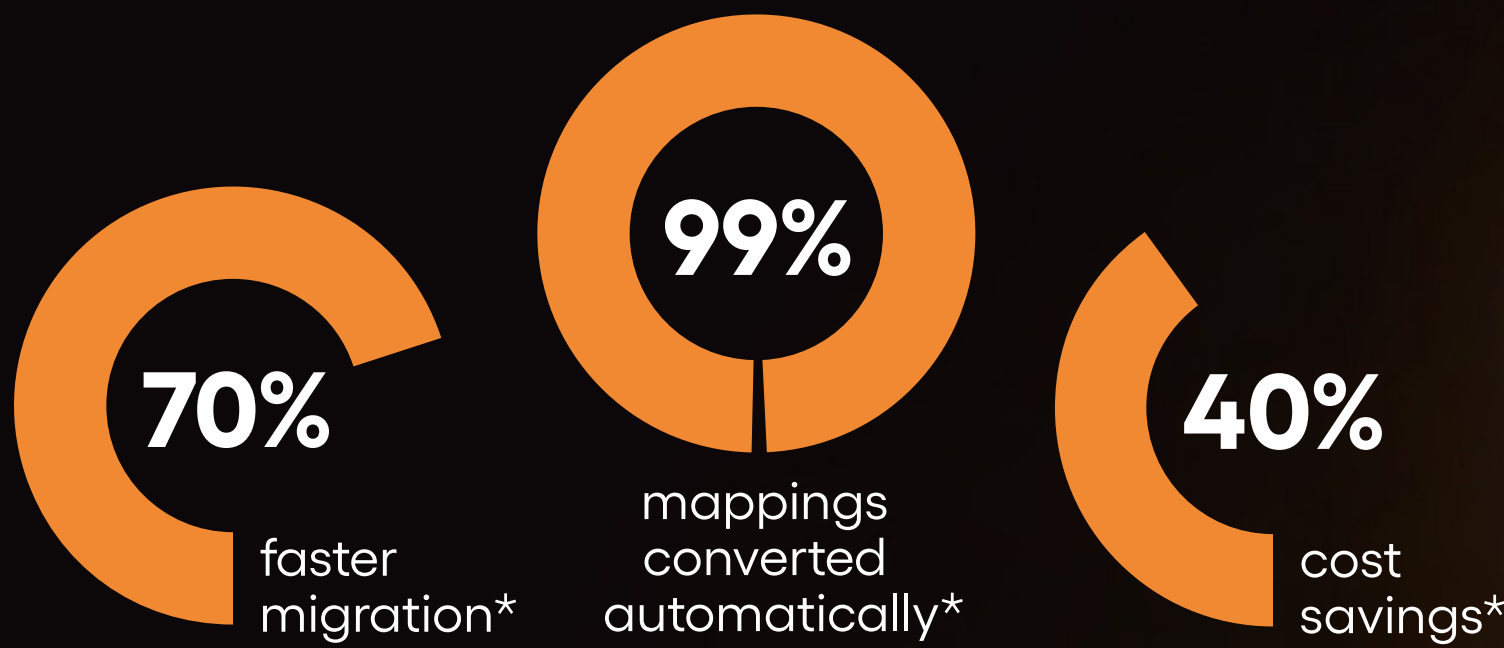 70%
faster
migration*
99%
mappings
converted
automatically*
40%
cost
savings*